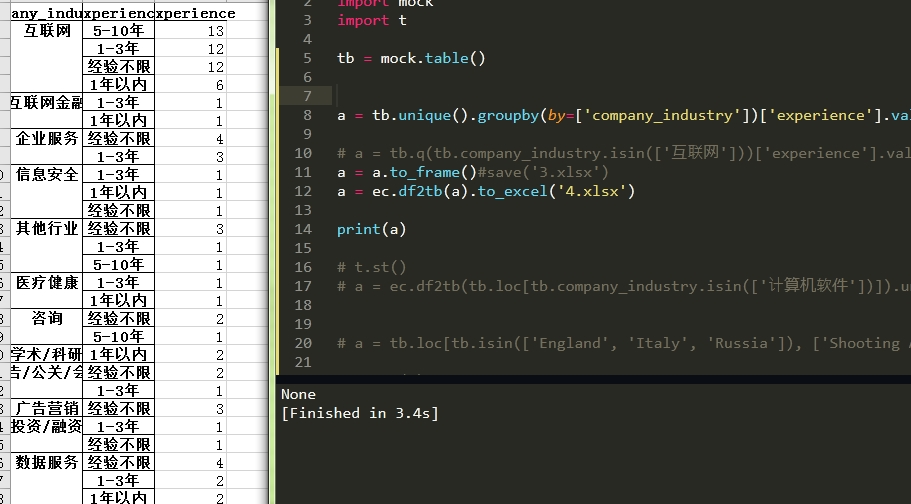 any_indu xperienc xperience
互联网 5-10年 13
1-3年 12
经验不限 12
1年以内 6
互联网金融 1-3年 1
1年以内 1
企业服务 经验不限 4
1-3年 3
信息安全 1-3年 1
1年以内 1
经验不限 1
其他行业 经验不限 3
1-3年 1
5-10年 1
医疗健康 1-3年 1
1年以内 1
咨询 经验不限 2
5-10年 1
学术/科研 1年以内 2
告/公关/会 经验不限 2
1-3年 1
广告营销 经验不限 3
投资/融资 1-3年 1
经验不限 1
数据服务 经验不限 4
1-3年 2
1年以内 2
2 import mock
3 import t
4
5 tb = mock.table()
6
7
8 a = tb.unique().groupby(by=['company_industry'])['experience'].val
9
10 # a = tb.q(tb.company_industry.isin(['互联网']))['experience'].val
11 a = a.to_frame()#save('3.xlsx')
12 a = ec.df2tb(a).to_excel('4.xlsx')
13
14 print(a)
15
16 # t.st()
17 # a = ec.df2tb(tb.loc[tb.company_industry.isin(['计算机软件'])]).u
18
19
20 # a = tb.loc[tb.isin(['England', 'Italy', 'Russia']), ['Shooting A
21
None
[Finished in 3.4s]